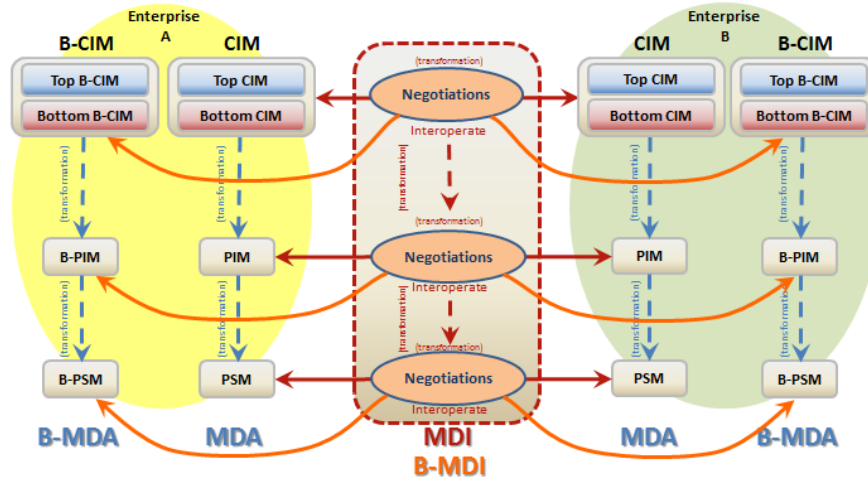 Enterprise
A
Enterprise
B
B-CIM
CIM
CIM
B-CIM
Top B-CIM
Bottom B-CIM
Top CIM
Bottom CIM
(transformation)
Negotiations
Interoperate
Top CIM
Bottom CIM
Top B-CIM
Bottom B-CIM
(transformation)
(transformation)
(transformation)
(transformation)
(transformation)
(transformation)
B-PIM
PIM
Negotiations
Interoperate
PIM
B-PIM
(transformation)
(transformation)
(transformation)
(transformation)
(transformation)
(transformation)
B-PSM
PSM
Negotiations
Interoperate
PSM
B-PSM
B-MDA
MDA
MDI
B-MDI
MDA
B-MDA